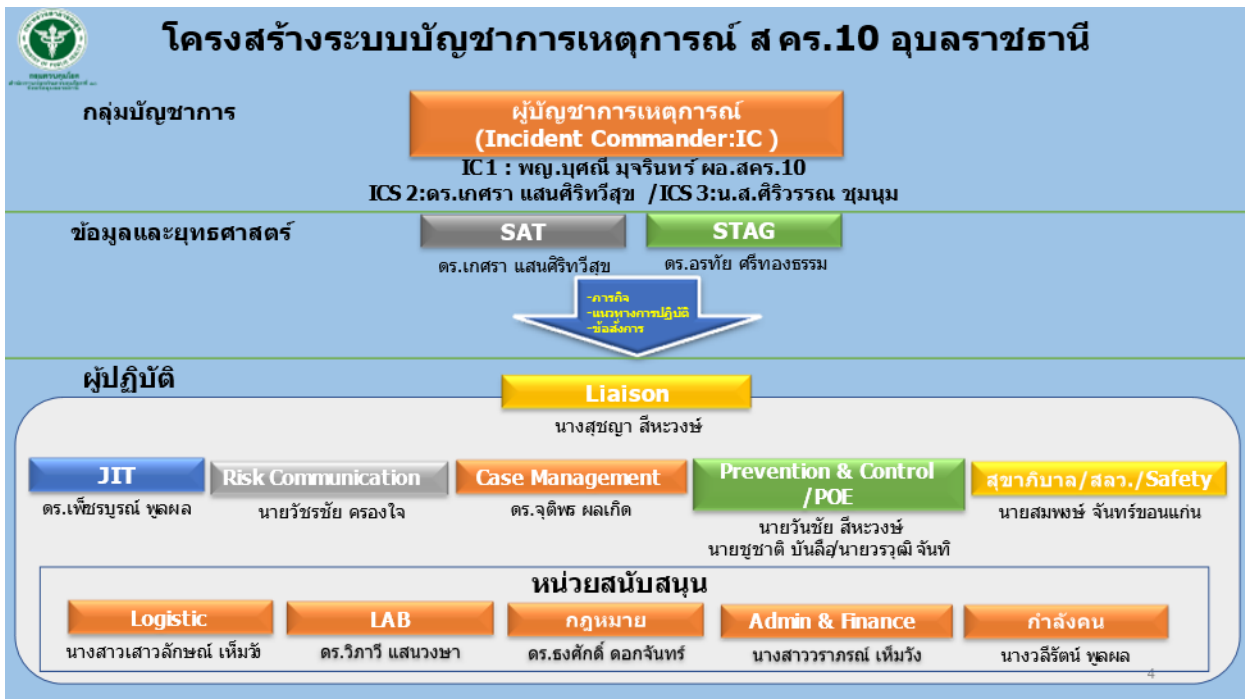 โครงสร้างระบบบัญชาการเหตุการณ์ สคร.10 อุบลราชธานี
กลุ่มบัญชาการ
ผู้บัญชาการเหตุการณ์
(Incident Commander:IC )
IC1 : พญ.บุศณี มุจรินทร์ ผอ.สคร.10
ICS 2:ดร.เกศรา แสนศิริทวีสุข /ICS 3:น.ส.ศิริวรรณ ชุมนุม
ข้อมูลและยุทธศาสตร์
SAT
STAG
ดร.เกศรา แสนศิริทวีสุข
ดร.อรทัย ศรีทองธรรม
-ภารกิจ
-แนวทางการปฏิบัติ
-ข้อสั่งการ
ผู้ปฏิบัติ
Liaison
นางสุชญา สีหะวงษ์
JIT
Risk Communication
Case Management
Prevention & Control
/POE
สุขาภิบาล/สลว./Safety
ดร.เพ็ชรบูรณ์ พูลผล
นายวัชรชัย ครองใจ
ดร.จุติพร ผลเกิด
นายวันชัย สีหะวงษ์
นายชูชาติ บันลือ/นายวรวุฒิ จันทิ
นายสมพงษ์ จันทร์ขอนแก่น
หน่วยสนับสนุน
Logistic
LAB
กฎหมาย
Admin & Finance
กำลังคน
นางสาวเสาวลักษณ์ เห็มวัง
ดร.วิภาวี แสนวงษา
ดร.ธงศักดิ์ ดอกจันทร์
นางสาววราภรณ์ เห็มวัง
นางวลีรัตน์ พูลผล
4